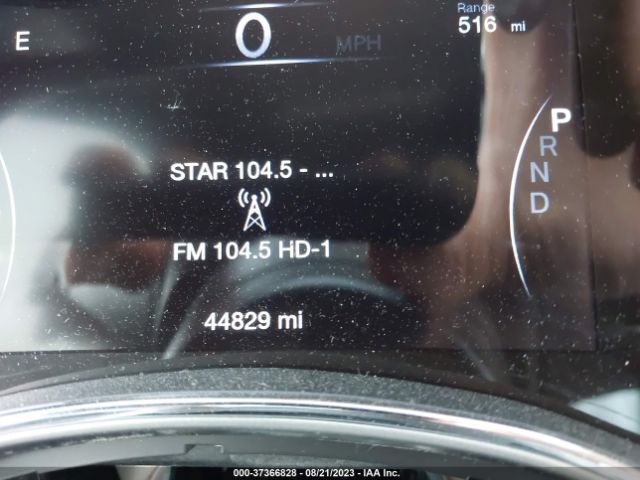 Range
516 mi
E
0
MPH
P
R
N
D
STAR 104.5 - ...
FM 104.5 HD-1
44829 mi
000-37366828 - 08/21/2023 - IAA Inc.